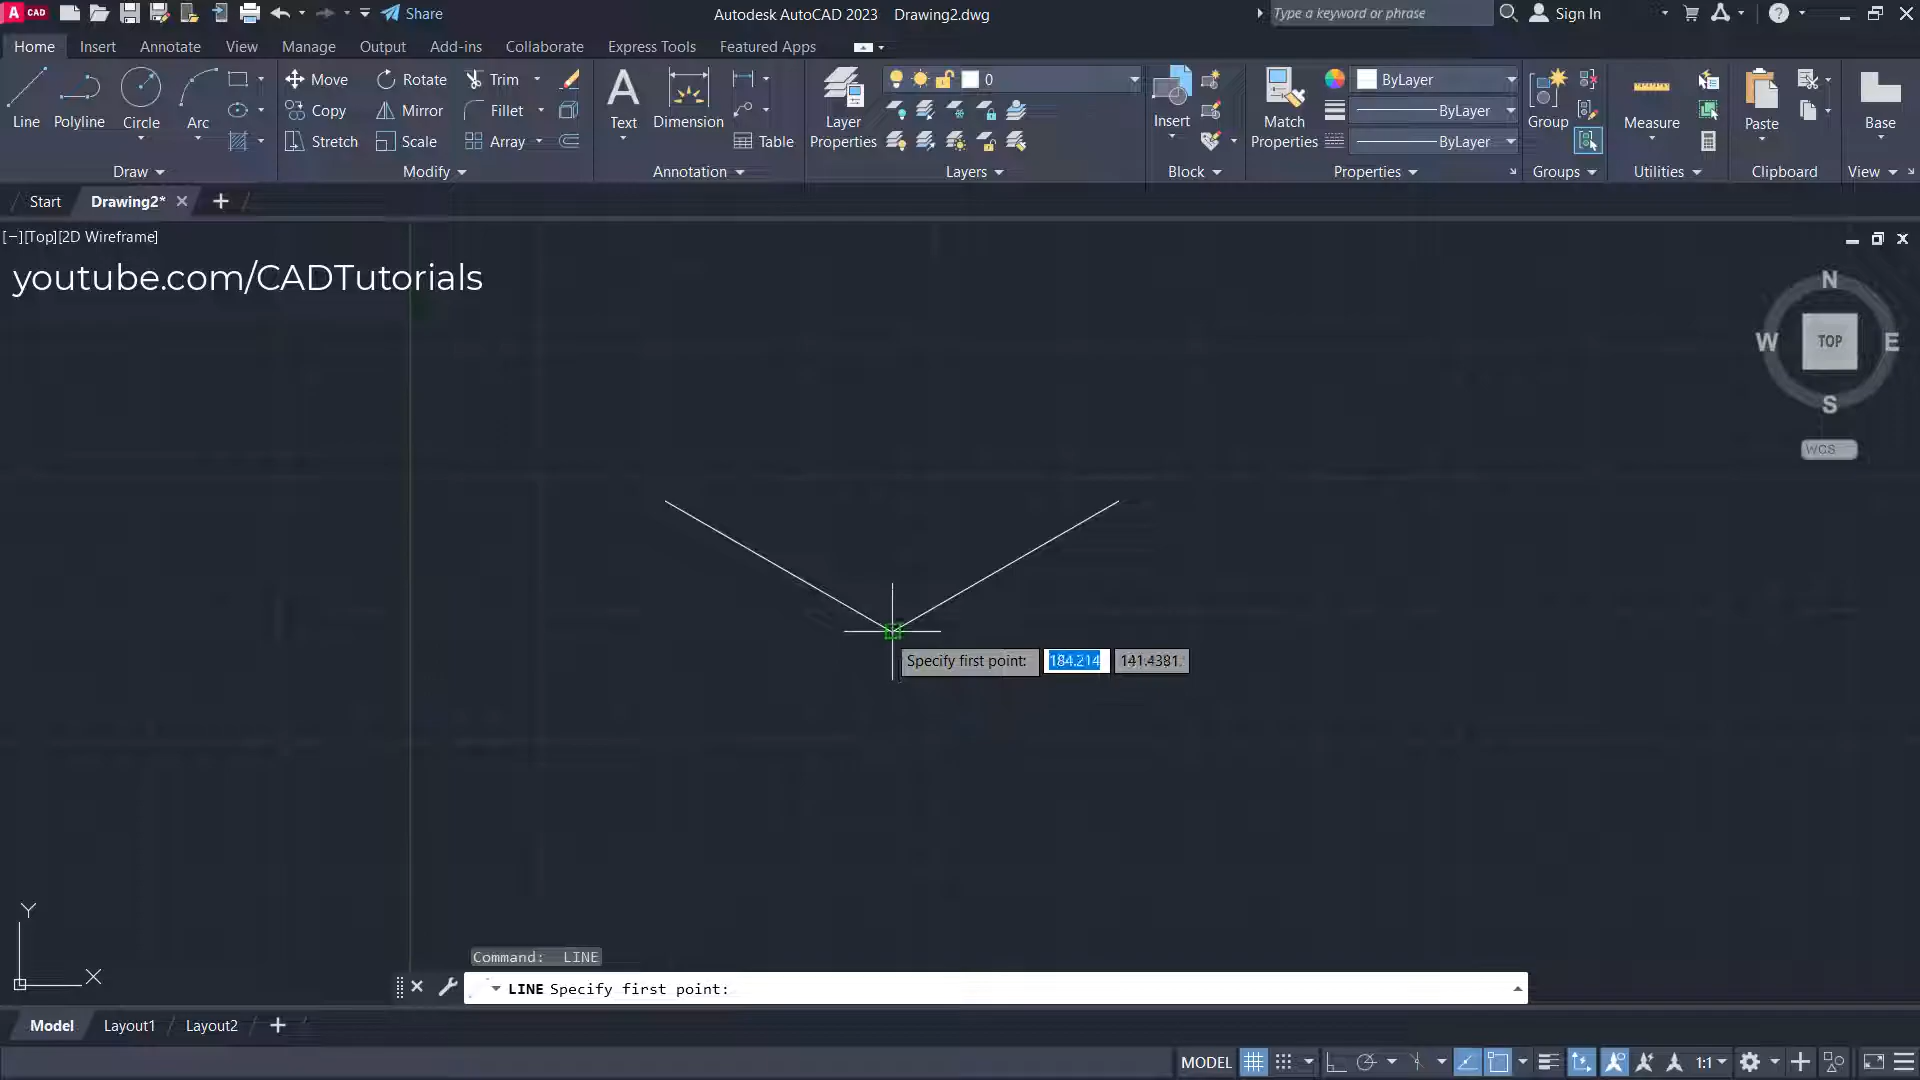 CAD
Share
Autodesk AutoCAD 2023 Drawing2.dwg
Type a keyword or phrase
Sign In
Home Insert Annotate View Manage Output Add-ins Collaborate Express Tools Featured Apps
Line Polyline Circle Arc
Move Rotate Trim
Copy Mirror Fillet
Stretch Scale Array
Text Dimension Table
Layer Properties
0
Insert
Match Properties
ByLayer
ByLayer
ByLayer
Group
Measure
Paste
Base
Draw Modify Annotation Layers Block Properties Groups Utilities Clipboard View
Start Drawing2*
[−][Top][2D Wireframe]
youtube.com/CADTutorials
N
W TOP E
S
WCS
Specify first point: 184.214 141.4381
Y
X
Command: LINE
LINE Specify first point:
Model Layout1 Layout2
MODEL 1:1